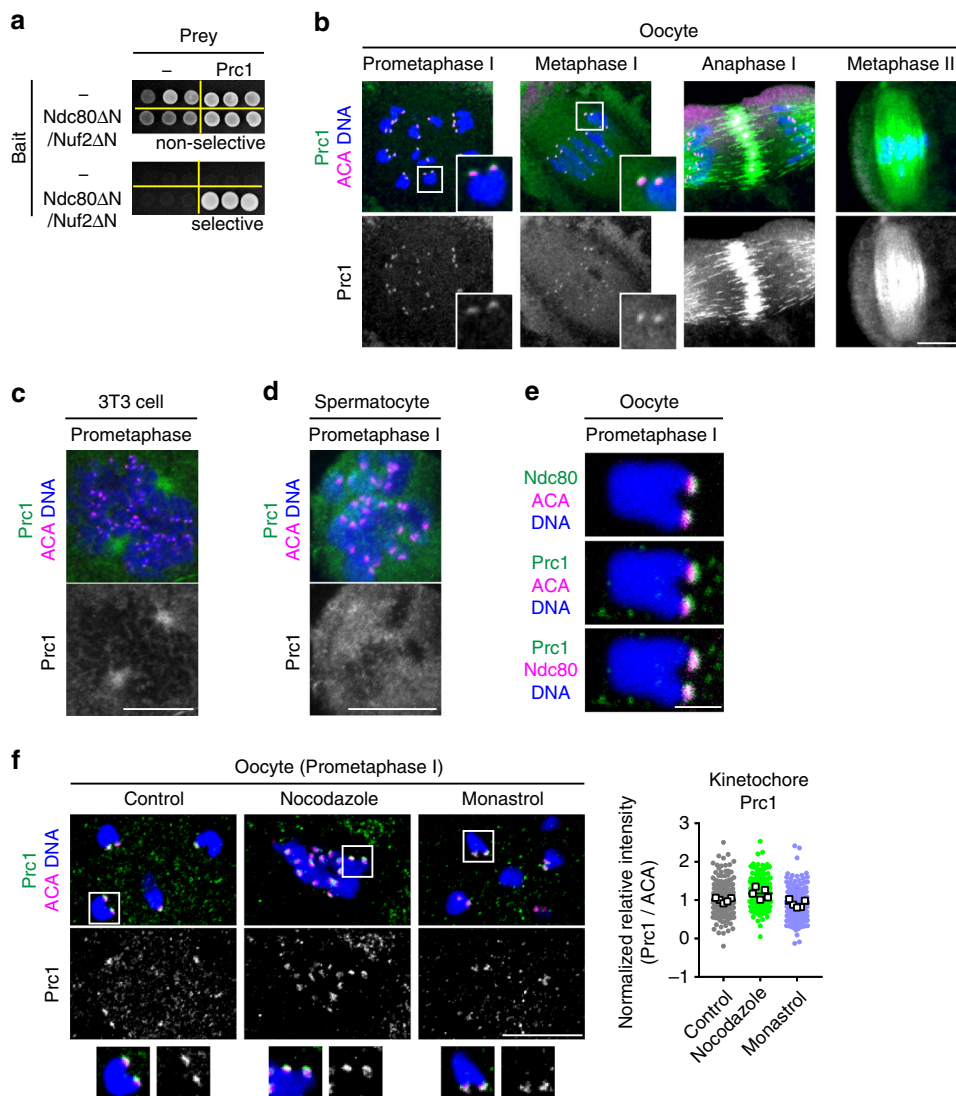 a
Prey
– Prc1
Bait
–
Ndc80ΔN
/Nuf2ΔN
non-selective
–
Ndc80ΔN
/Nuf2ΔN
selective
b
Oocyte
Prometaphase I Metaphase I Anaphase I Metaphase II
Prc1
ACA DNA
Prc1
c
3T3 cell
Prometaphase
Prc1
ACA DNA
Prc1
d
Spermatocyte
Prometaphase I
Prc1
ACA DNA
Prc1
e
Oocyte
Prometaphase I
Ndc80
ACA
DNA
Prc1
ACA
DNA
Prc1
Ndc80
DNA
f
Oocyte (Prometaphase I)
Control Nocodazole Monastrol
Prc1
ACA DNA
Prc1
Kinetochore
Prc1
Normalized relative intensity
(Prc1 / ACA)
3
2
1
0
–1
Control
Nocodazole
Monastrol